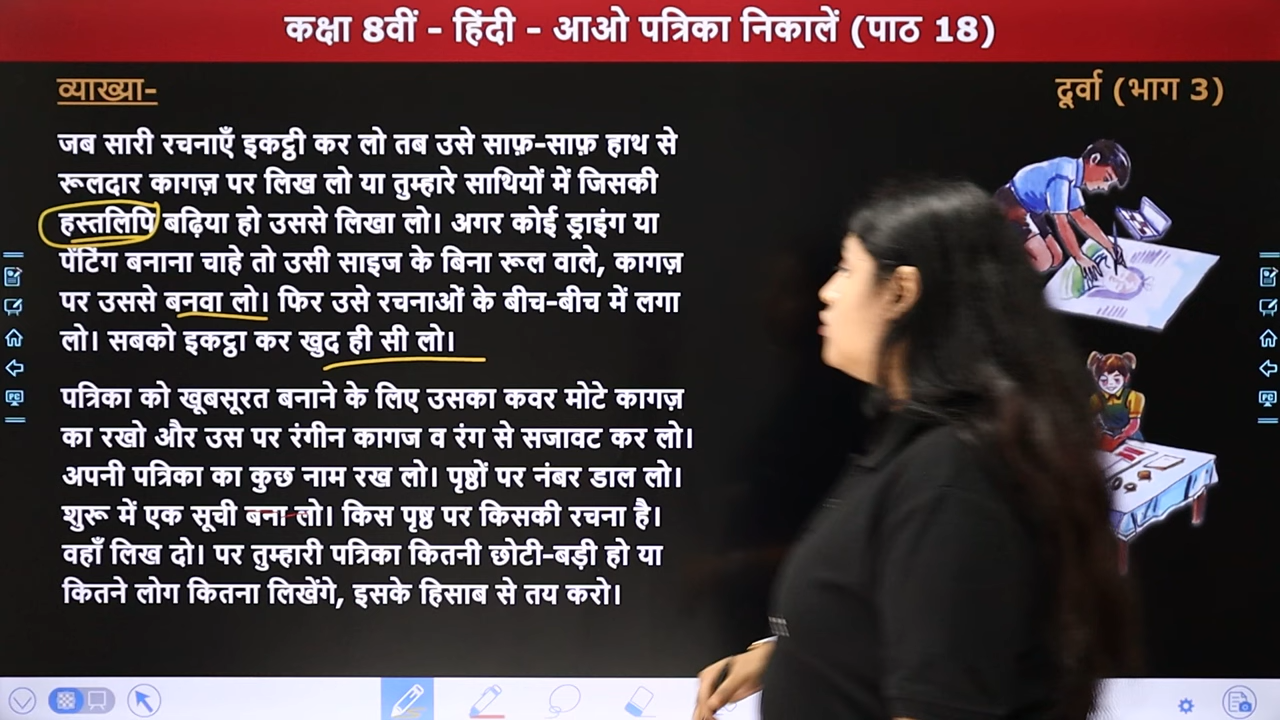 कक्षा 8वीं - हिंदी - आओ पत्रिका निकालें (पाठ 18)
व्याख्या-
दूर्वा (भाग 3)
जब सारी रचनाएँ इकट्ठी कर लो तब उसे साफ़-साफ़ हाथ से
रूलदार कागज़ पर लिख लो या तुम्हारे साथियों में जिसकी
हस्तलिपि बढ़िया हो उससे लिखा लो। अगर कोई ड्राइंग या
पेंटिंग बनाना चाहे तो उसी साइज के बिना रूल वाले, कागज़
पर उससे बनवा लो। फिर उसे रचनाओं के बीच-बीच में लगा
लो। सबको इकट्ठा कर खुद ही सी लो।
पत्रिका को खूबसूरत बनाने के लिए उसका कवर मोटे कागज़
का रखो और उस पर रंगीन कागज व रंग से सजावट कर लो।
अपनी पत्रिका का कुछ नाम रख लो। पृष्ठों पर नंबर डाल लो।
शुरू में एक सूची बना लो। किस पृष्ठ पर किसकी रचना है।
वहाँ लिख दो। पर तुम्हारी पत्रिका कितनी छोटी-बड़ी हो या
कितने लोग कितना लिखेंगे, इसके हिसाब से तय करो।
PC
PC